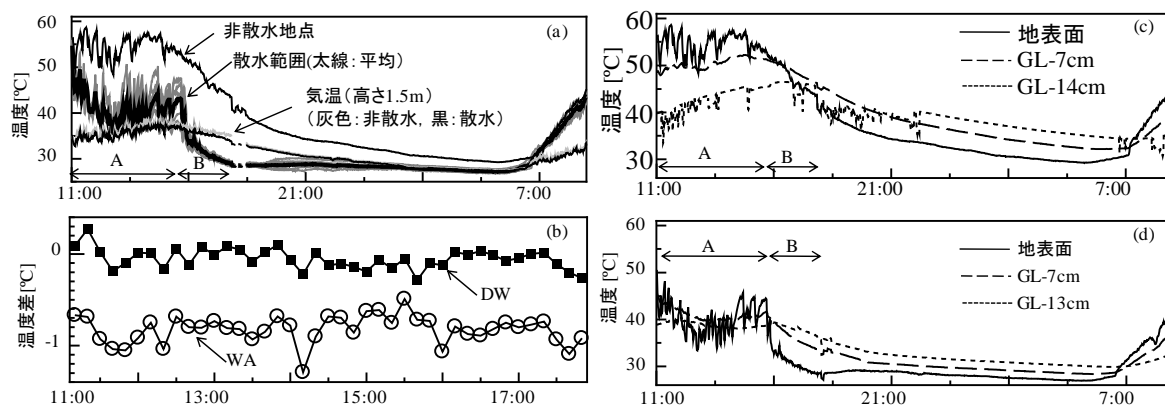 (a)
温度[℃]
60
50
40
30
非散水地点
散水範囲(太線:平均)
気温(高さ1.5m)
(灰色:非散水, 黒:散水)
A
B
11:00
21:00
7:00
(c)
温度[℃]
60
50
40
30
地表面
GL-7cm
GL-14cm
A
B
11:00
21:00
7:00
(b)
温度差[℃]
0
-1
DW
WA
11:00
13:00
15:00
17:00
(d)
温度[℃]
60
50
40
30
地表面
GL-7cm
GL-13cm
A
B
11:00
21:00
7:00